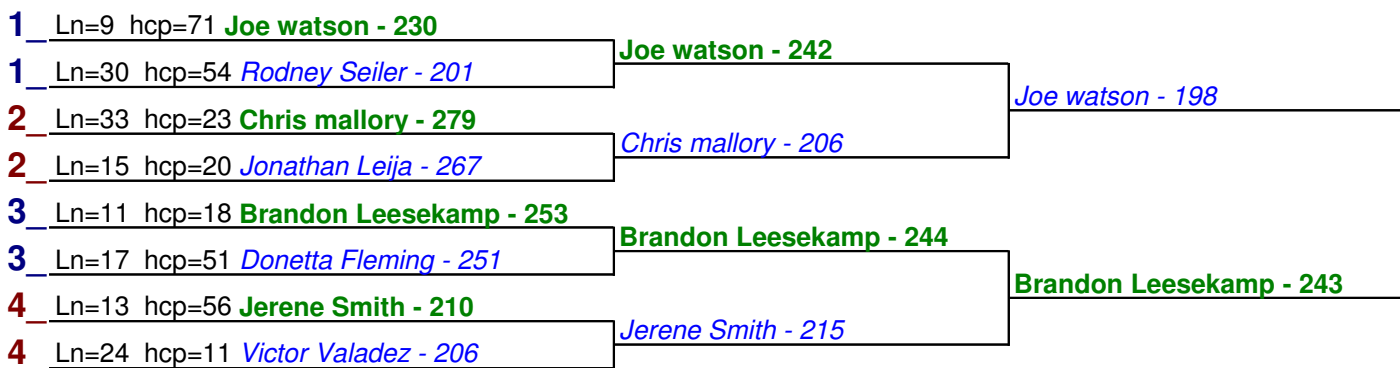 1_ Ln=9 hcp=71 Joe watson - 230
Joe watson - 242
1_ Ln=30 hcp=54 Rodney Seiler - 201
Joe watson - 198
2_ Ln=33 hcp=23 Chris mallory - 279
Chris mallory - 206
2_ Ln=15 hcp=20 Jonathan Leija - 267
3_ Ln=11 hcp=18 Brandon Leesekamp - 253
Brandon Leesekamp - 244
3_ Ln=17 hcp=51 Donetta Fleming - 251
Brandon Leesekamp - 243
4_ Ln=13 hcp=56 Jerene Smith - 210
Jerene Smith - 215
4 Ln=24 hcp=11 Victor Valadez - 206